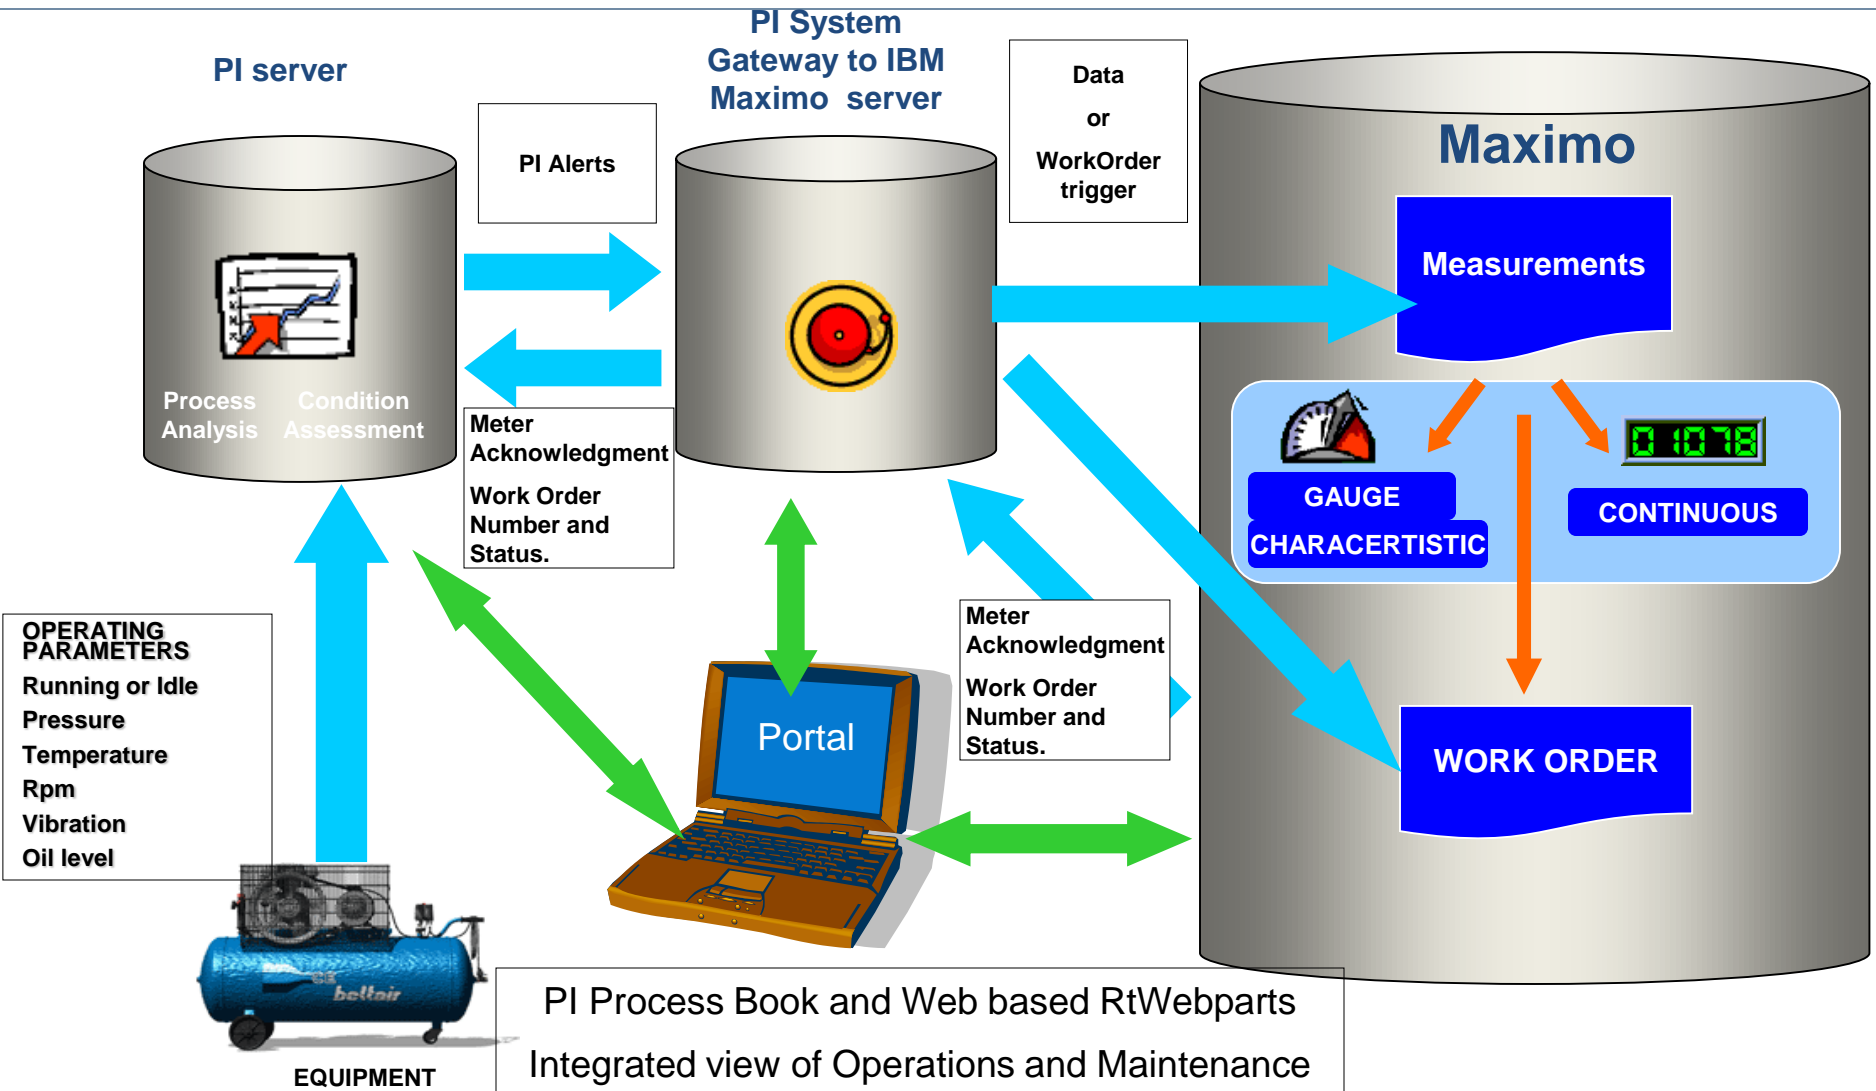 PI server
PI System
Gateway to IBM
Maximo server
Data
or
WorkOrder
trigger
PI Alerts
Maximo
Measurements
Process
Analysis
Condition
Assessment
Meter
Acknowledgment
Work Order
Number and
Status.
01078
GAUGE
CHARACERTISTIC
CONTINUOUS
OPERATING
PARAMETERS
Running or Idle
Pressure
Temperature
Rpm
Vibration
Oil level
Meter
Acknowledgment
Work Order
Number and
Status.
Portal
WORK ORDER
beltair
PI Process Book and Web based RtWebparts
Integrated view of Operations and Maintenance
EQUIPMENT